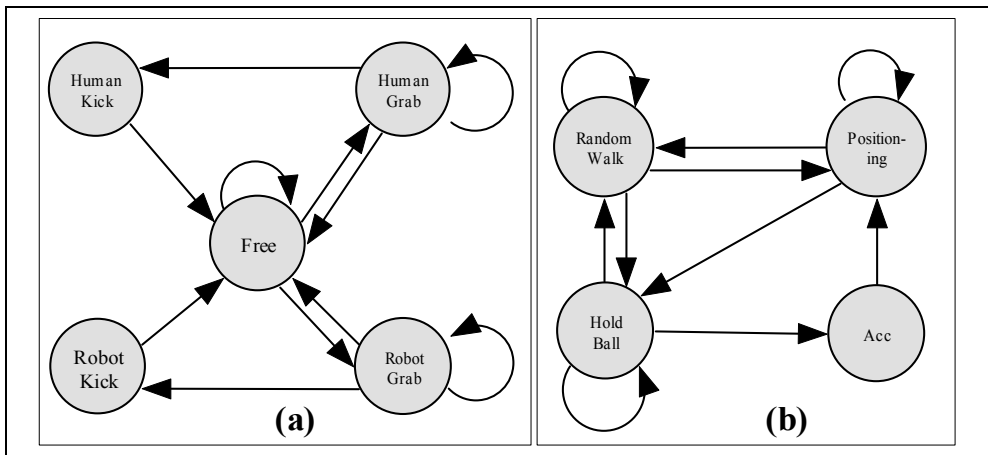 Human
Kick
Human
Grab
Free
Robot
Kick
Robot
Grab
(a)
Random
Walk
Position-
ing
Hold
Ball
Acc
(b)